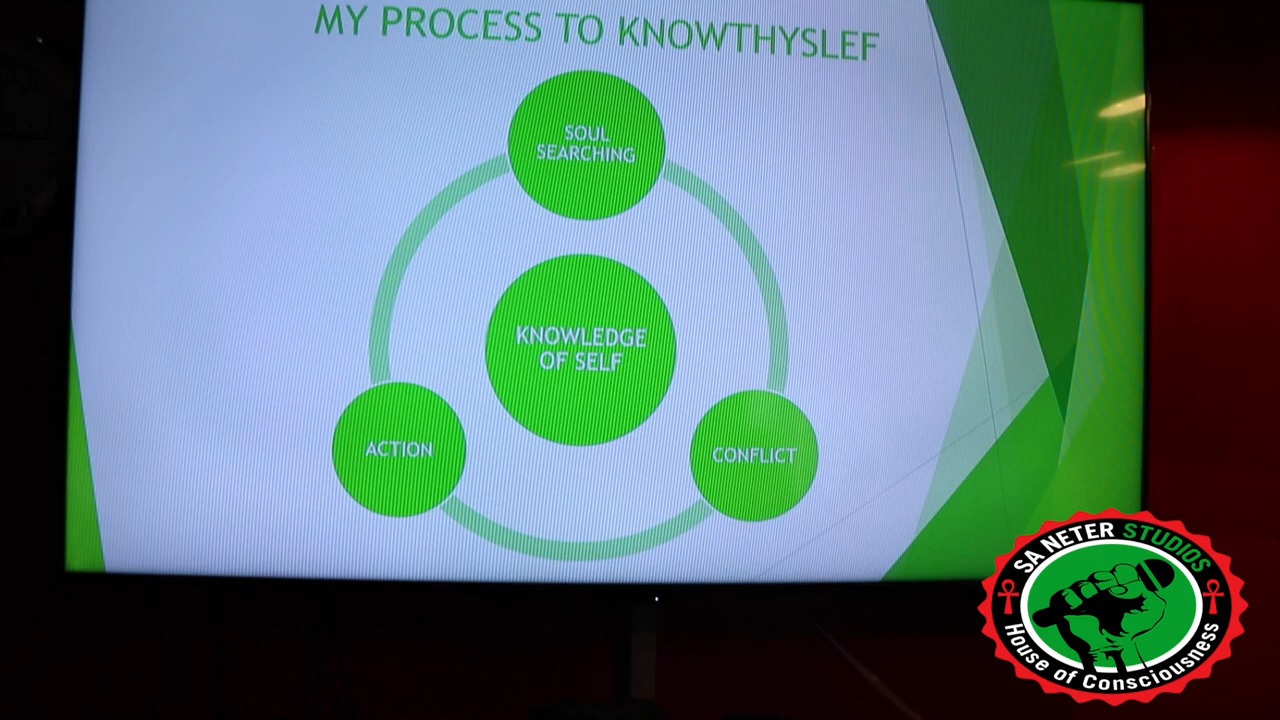 MY PROCESS TO KNOWTHYSLEF
SOUL
SEARCHING
KNOWLEDGE
OF SELF
ACTION
CONFLICT
SA NETER STUDIOS
House of Consciousness